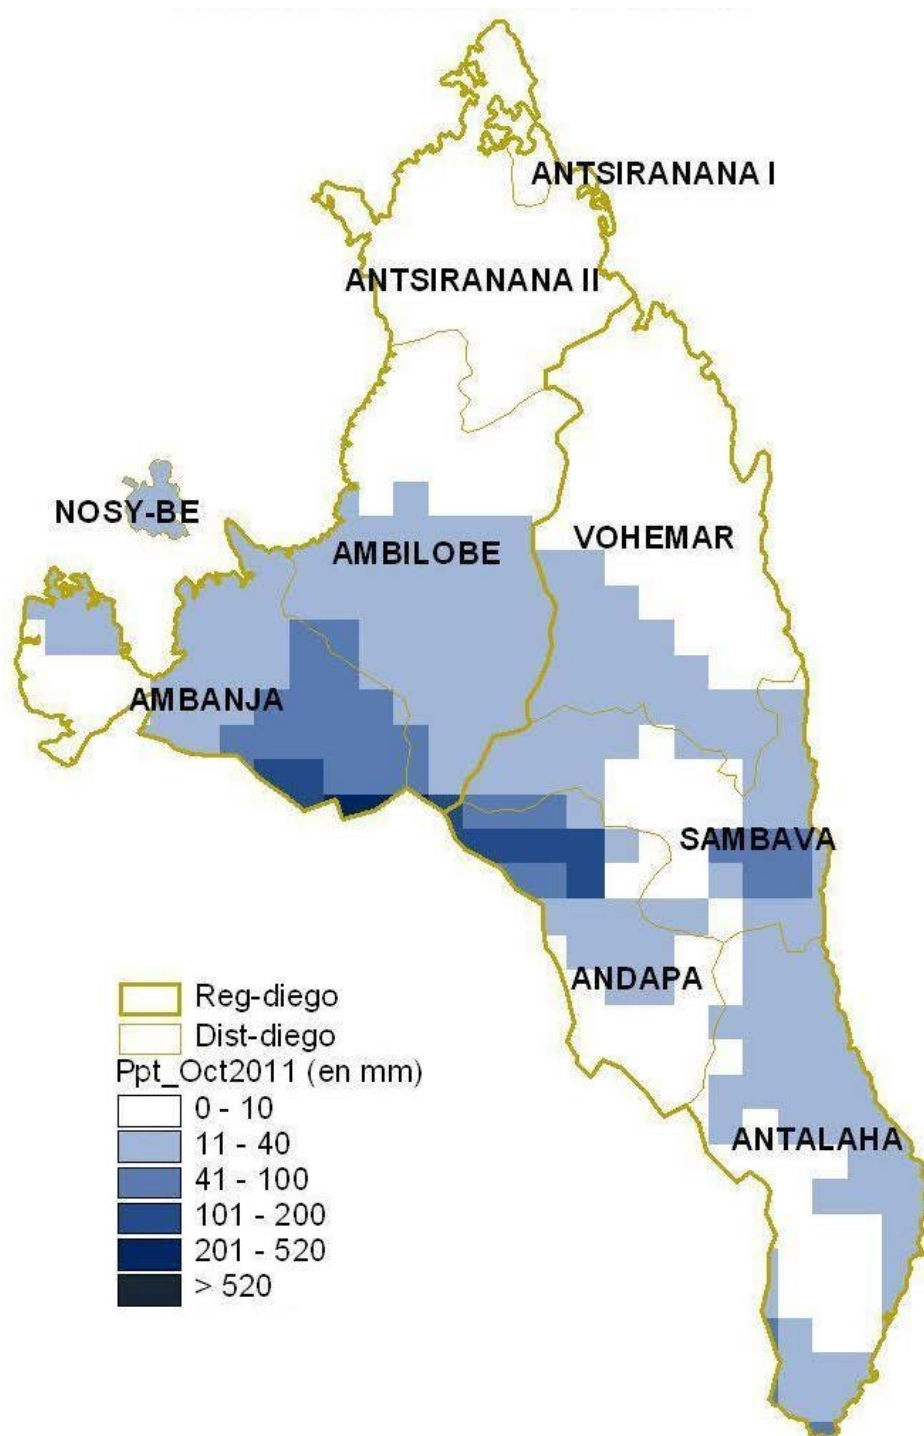 ANTSIRANANA I
ANTSIRANANA II
NOSY-BE
AMBILOBE
VOHEMAR
AMBANJA
SAMBAVA
ANDAPA
ANTALAHA
Reg-diego
Dist-diego
Ppt_Oct2011 (en mm)
0 - 10
11 - 40
41 - 100
101 - 200
201 - 520
> 520